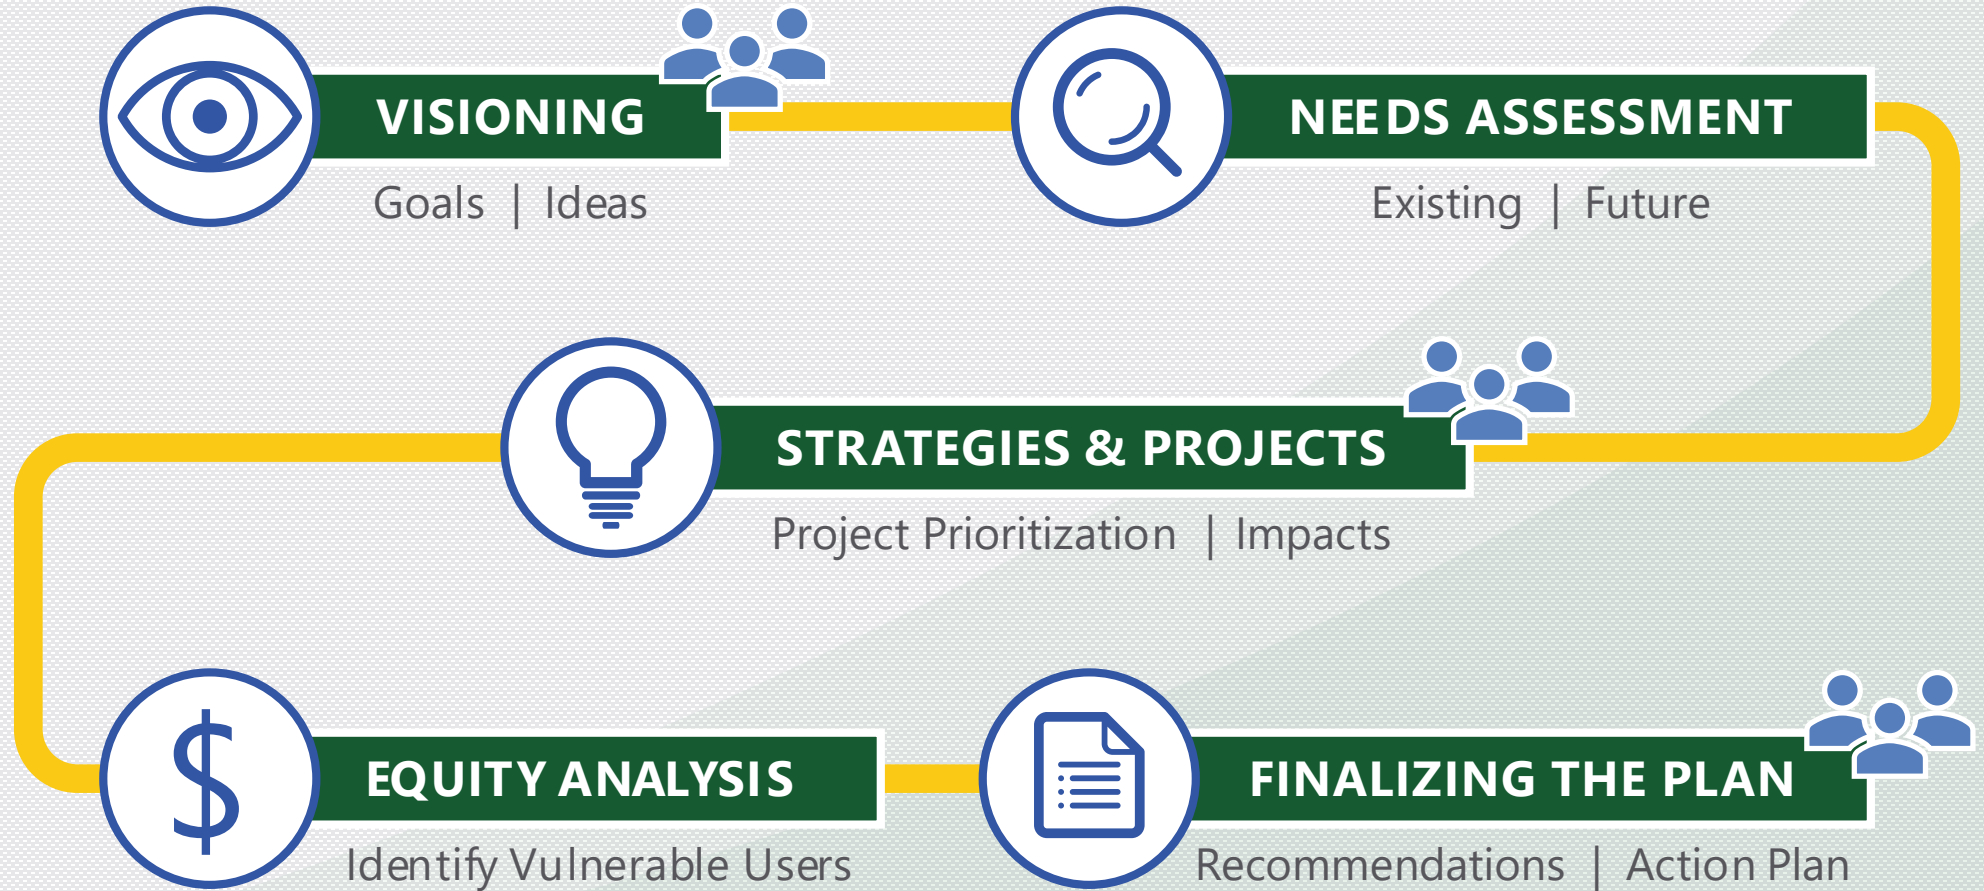 VISIONING
Goals | Ideas
NEEDS ASSESSMENT
Existing | Future
STRATEGIES & PROJECTS
Project Prioritization | Impacts
EQUITY ANALYSIS
Identify Vulnerable Users
FINALIZING THE PLAN
Recommendations | Action Plan